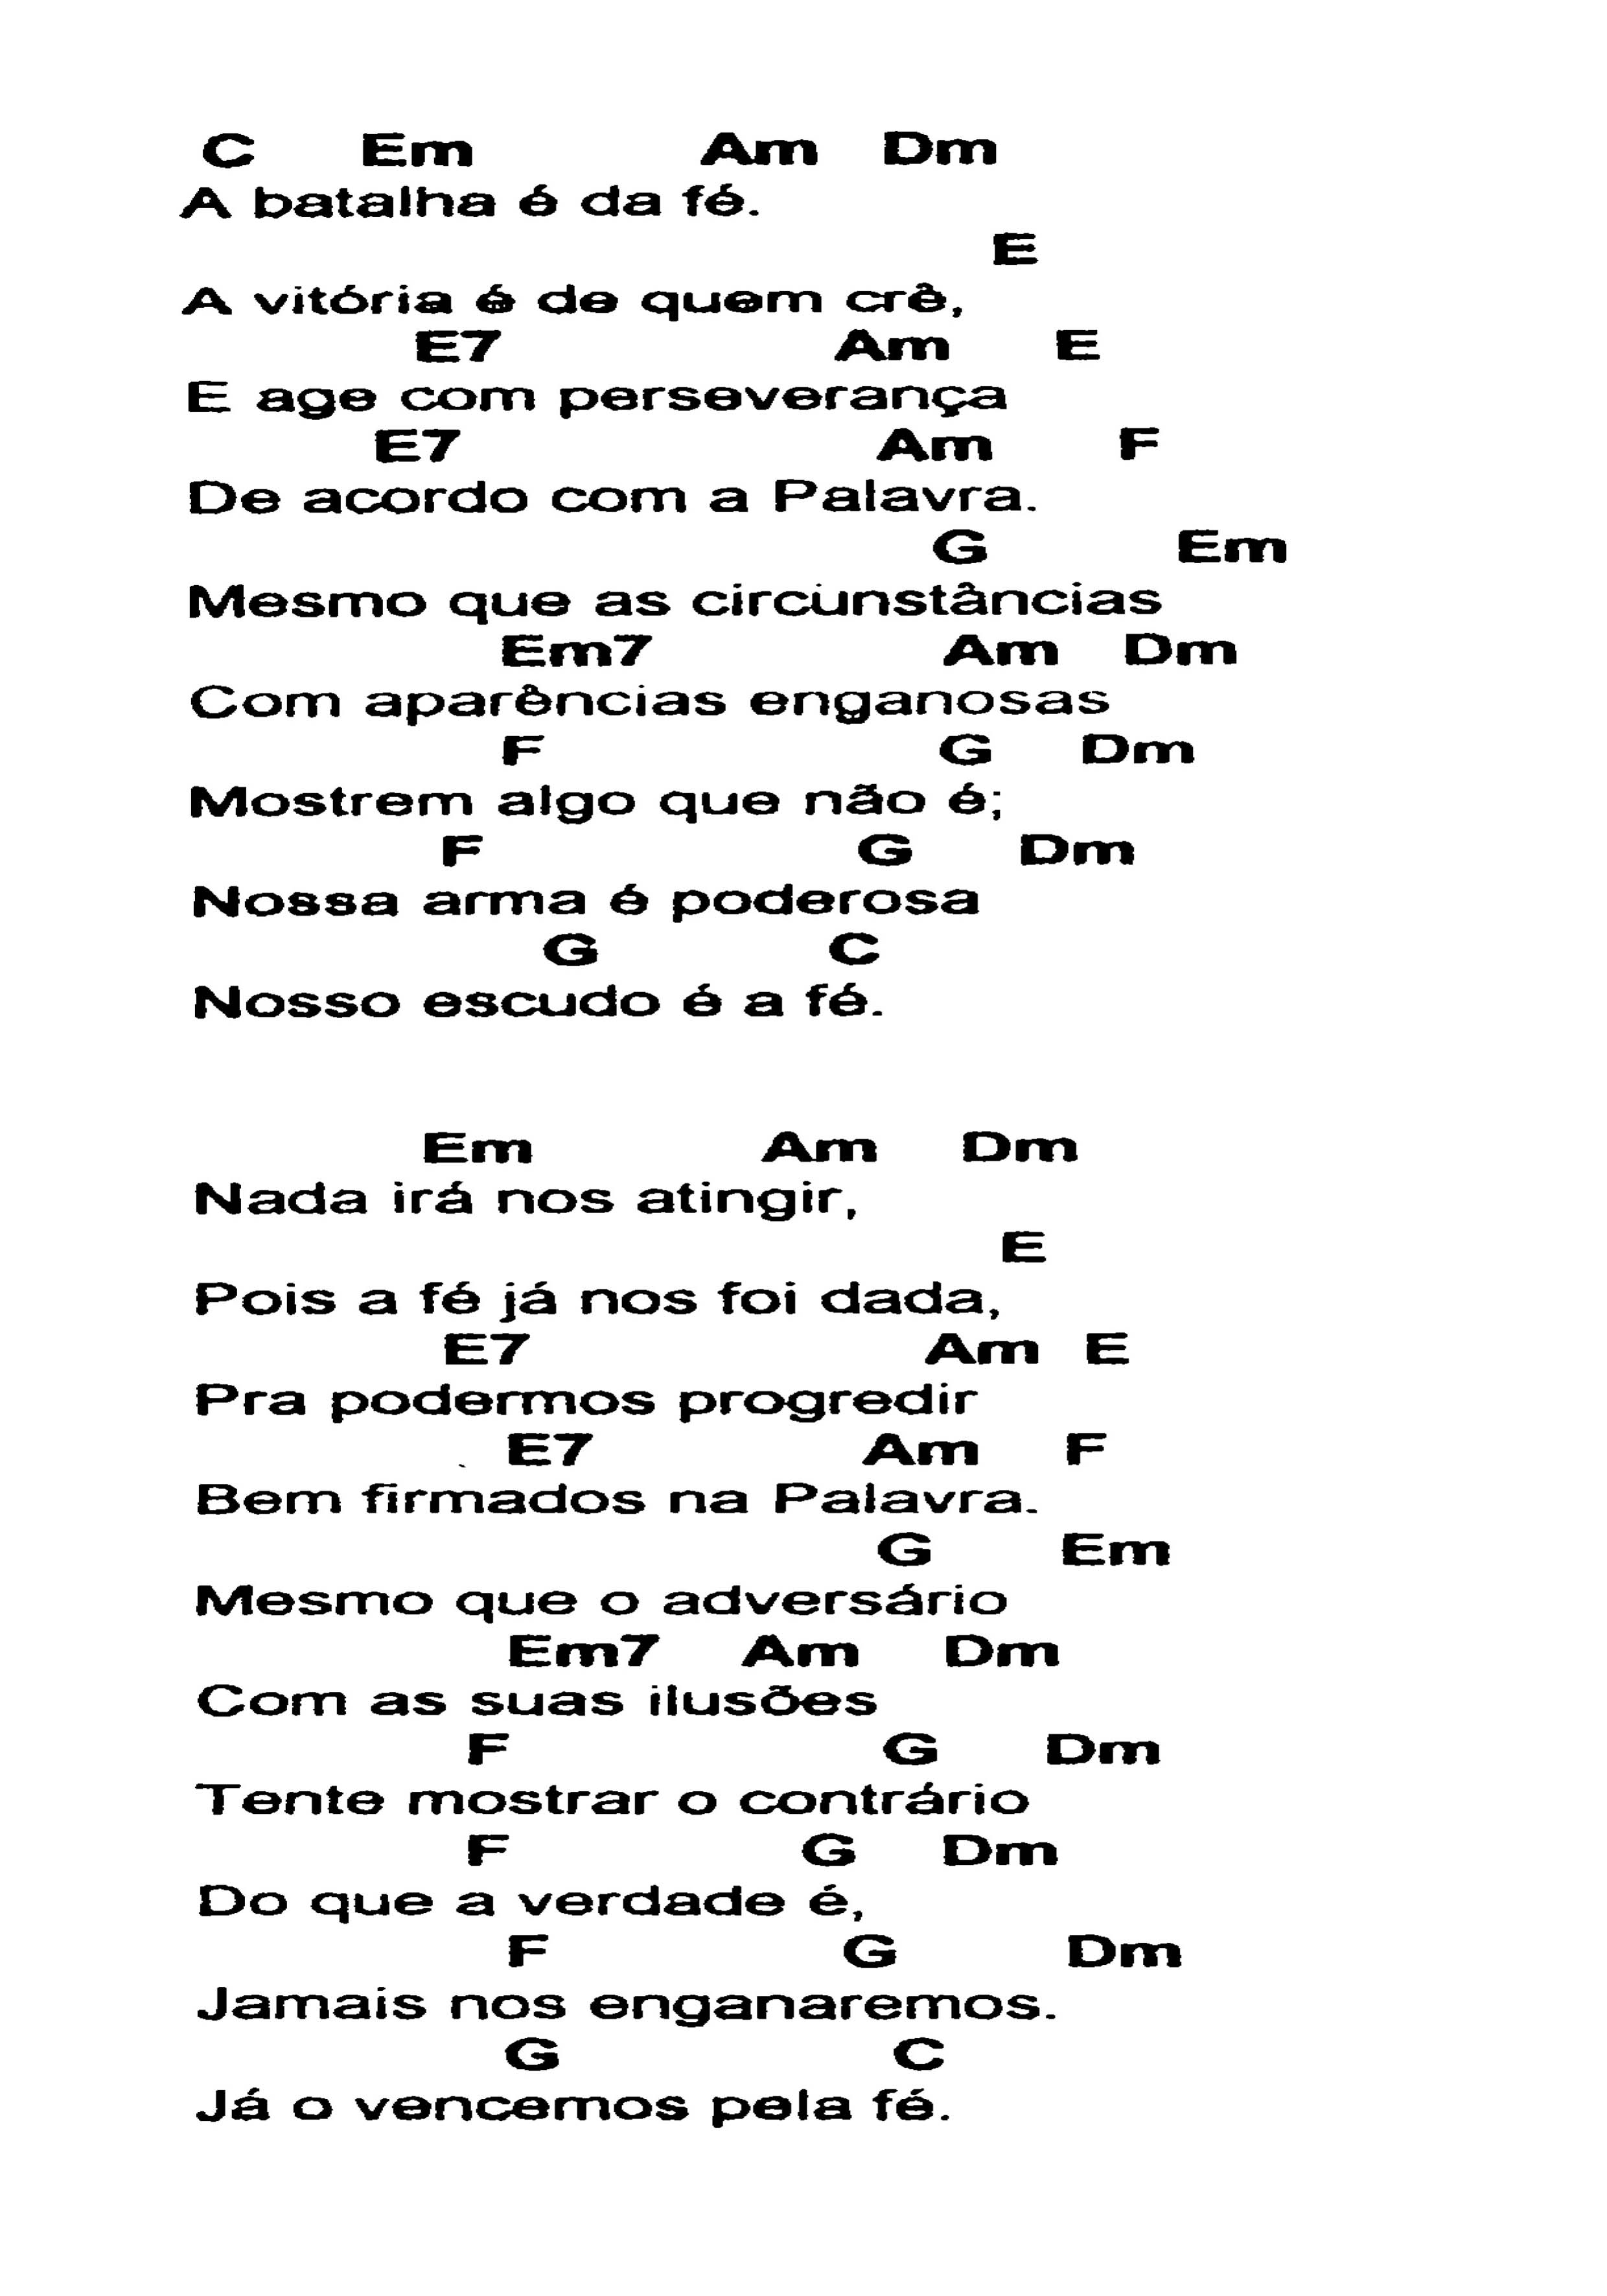 C Em Am Dm
A batalha é da fé.
E
A vitória é de quem crê,
E7 Am E
E age com perseverança
E7 Am F
De acordo com a Palavra.
G Em
Mesmo que as circunstâncias
Em7 Am Dm
Com aparências enganosas
F G Dm
Mostrem algo que não é;
F G Dm
Nossa arma é poderosa
G C
Nosso escudo é a fé.
Em Am Dm
Nada irá nos atingir,
E
Pois a fé já nos foi dada,
E7 Am E
Pra podermos progredir
E7 Am F
Bem firmados na Palavra.
G Em
Mesmo que o adversário
Em7 Am Dm
Com as suas ilusões
F G Dm
Tente mostrar o contrário
F G Dm
Do que a verdade é,
F G Dm
Jamais nos enganaremos.
G C
Já o vencemos pela fé.